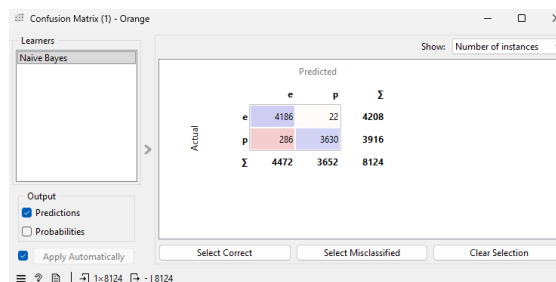 Confusion Matrix (1) - Orange
Learners
Naive Bayes
Show: Number of instances
Predicted
e p Σ
Actual
e 4186 22 4208
p 286 3630 3916
Σ 4472 3652 8124
Output
Predictions
Probabilities
Apply Automatically
Select Correct Select Misclassified Clear Selection
1×8124 - | 8124